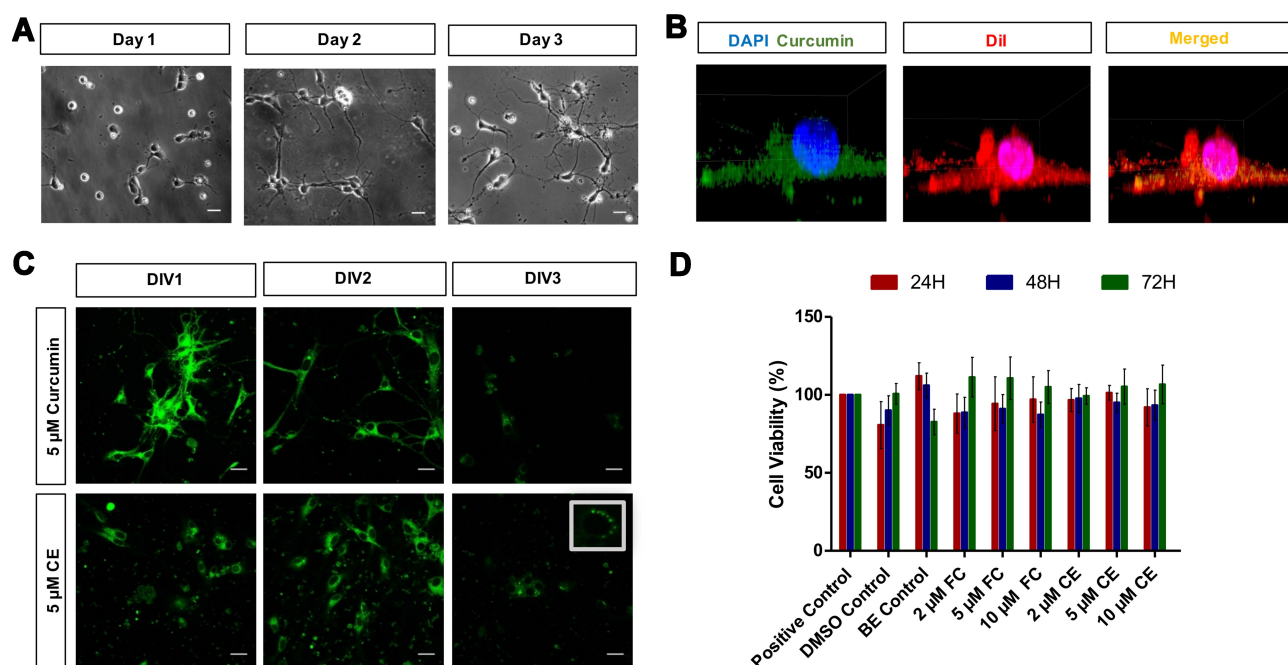 A
Day 1
Day 2
Day 3
B
DAPI Curcumin
DiI
Merged
C
DIV1
DIV2
DIV3
5 µM Curcumin
5 µM CE
D
24H
48H
72H
Cell Viability (%)
150
100
50
0
Positive Control
DMSO Control
BE Control
2 µM FC
5 µM FC
10 µM FC
2 µM CE
5 µM CE
10 µM CE